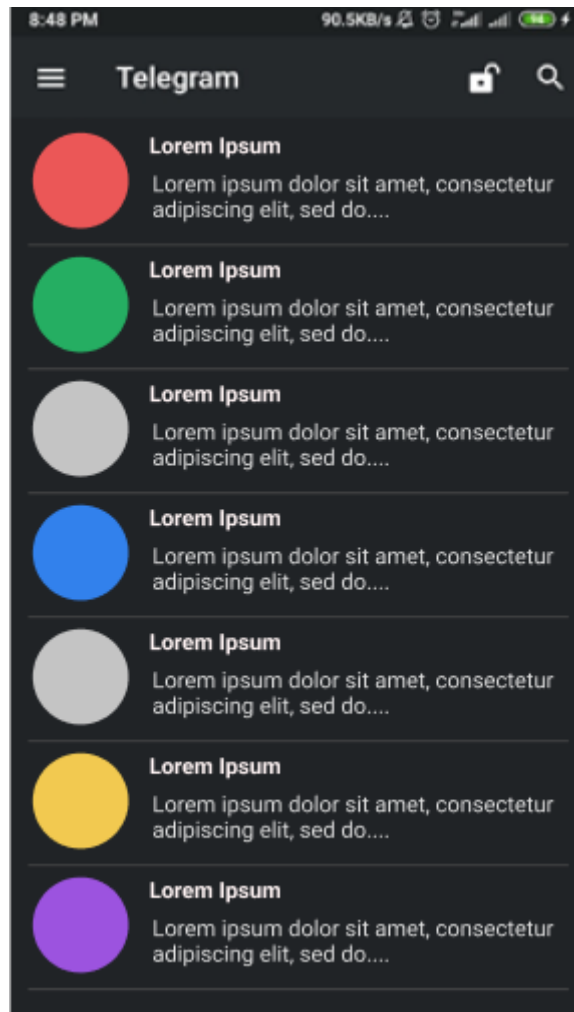 8:48 PM 90.5KB/s 94
Telegram
Lorem Ipsum
Lorem ipsum dolor sit amet, consectetur
adipiscing elit, sed do....
Lorem Ipsum
Lorem ipsum dolor sit amet, consectetur
adipiscing elit, sed do....
Lorem Ipsum
Lorem ipsum dolor sit amet, consectetur
adipiscing elit, sed do....
Lorem Ipsum
Lorem ipsum dolor sit amet, consectetur
adipiscing elit, sed do....
Lorem Ipsum
Lorem ipsum dolor sit amet, consectetur
adipiscing elit, sed do....
Lorem Ipsum
Lorem ipsum dolor sit amet, consectetur
adipiscing elit, sed do....
Lorem Ipsum
Lorem ipsum dolor sit amet, consectetur
adipiscing elit, sed do....